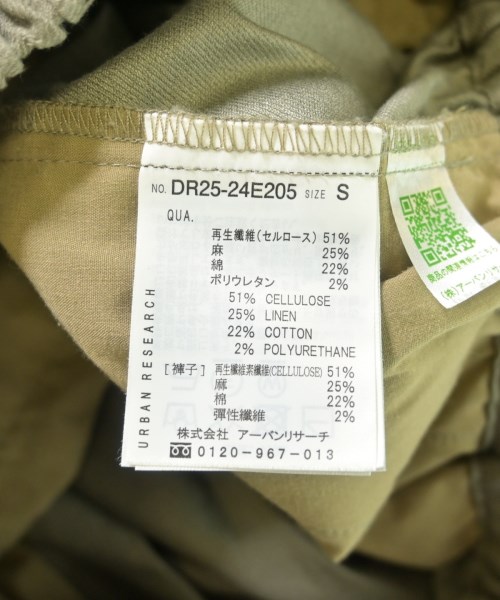 NO. DR25-24E205 SIZE S
QUA.
再生繊維(セルロース) 51%
麻 25%
綿 22%
ポリウレタン 2%
51% CELLULOSE
25% LINEN
22% COTTON
2% POLYURETHANE
[褲子] 再生纖維素纖維(CELLULOSE) 51%
麻 25%
棉 22%
彈性纖維 2%
株式会社 アーバンリサーチ
0120-967-013
URBAN RESEARCH